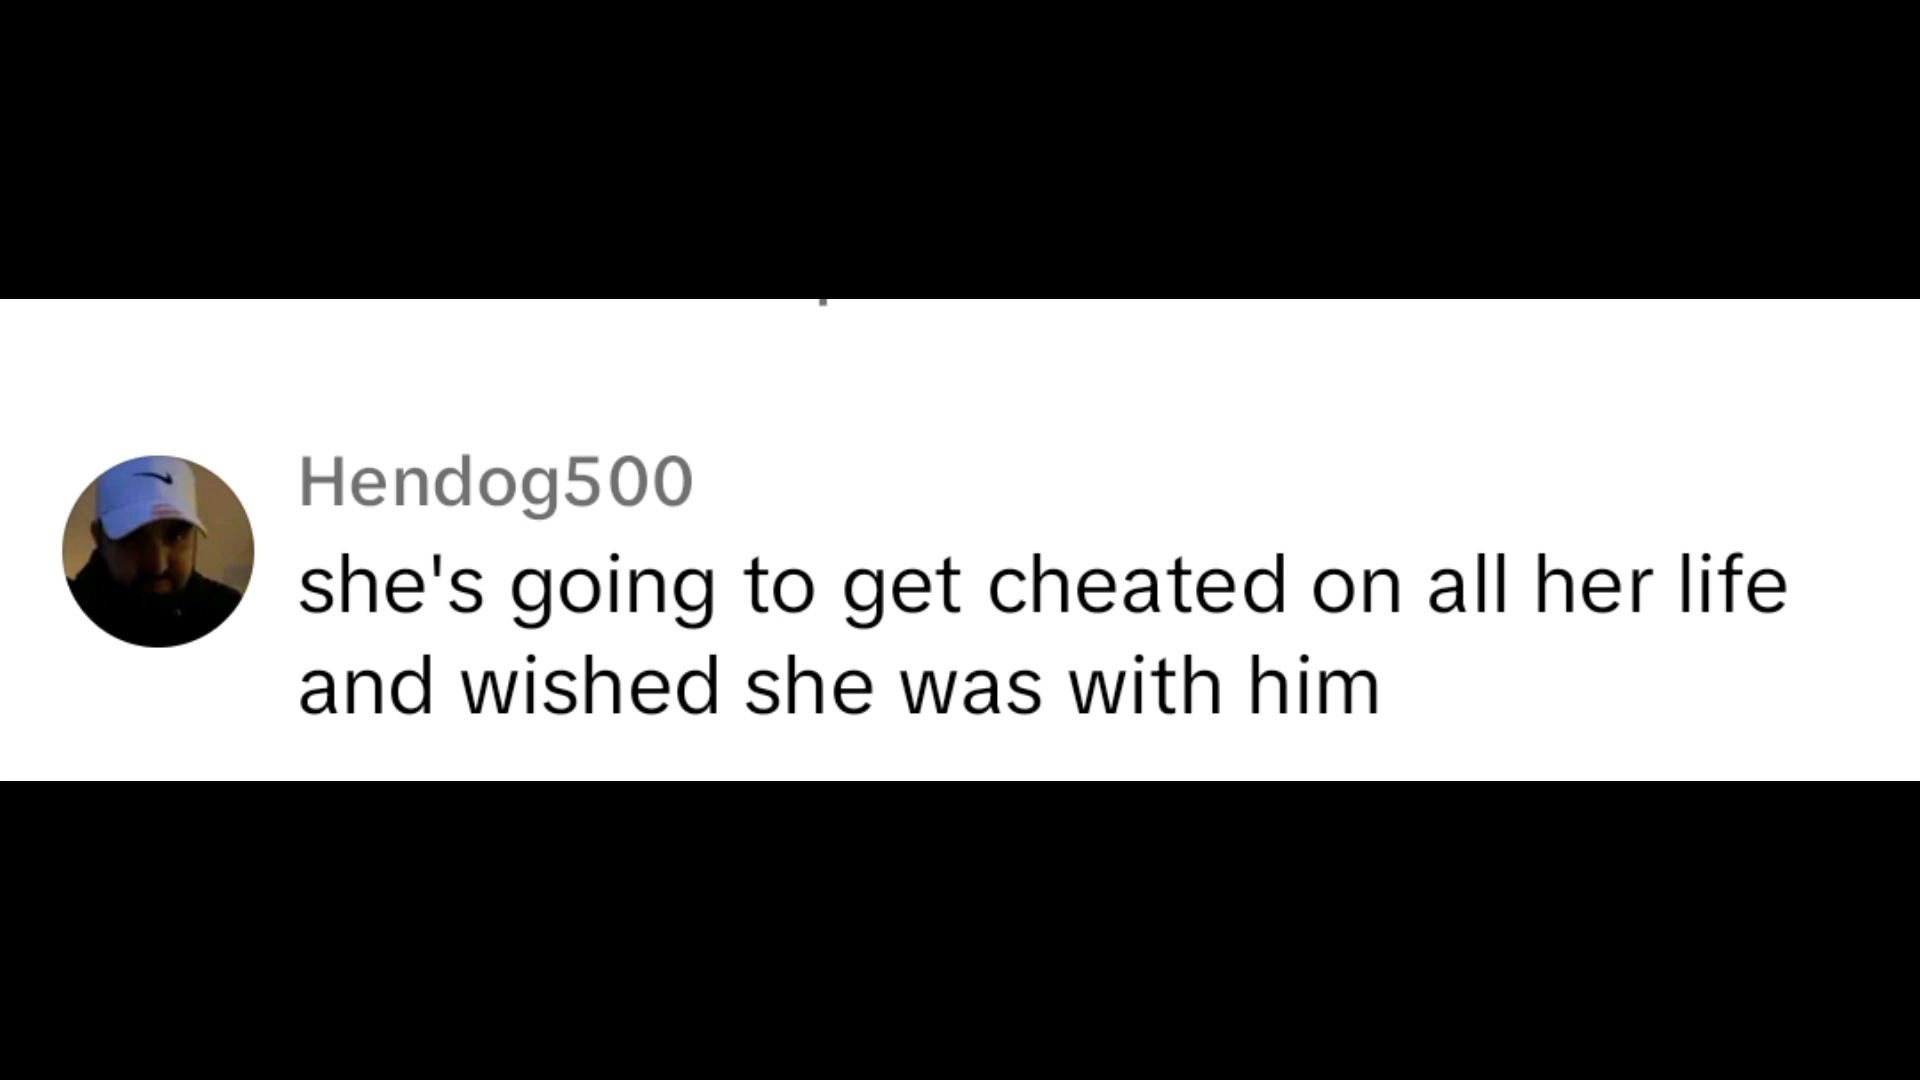 Hendog500
she's going to get cheated on all her life
and wished she was with him